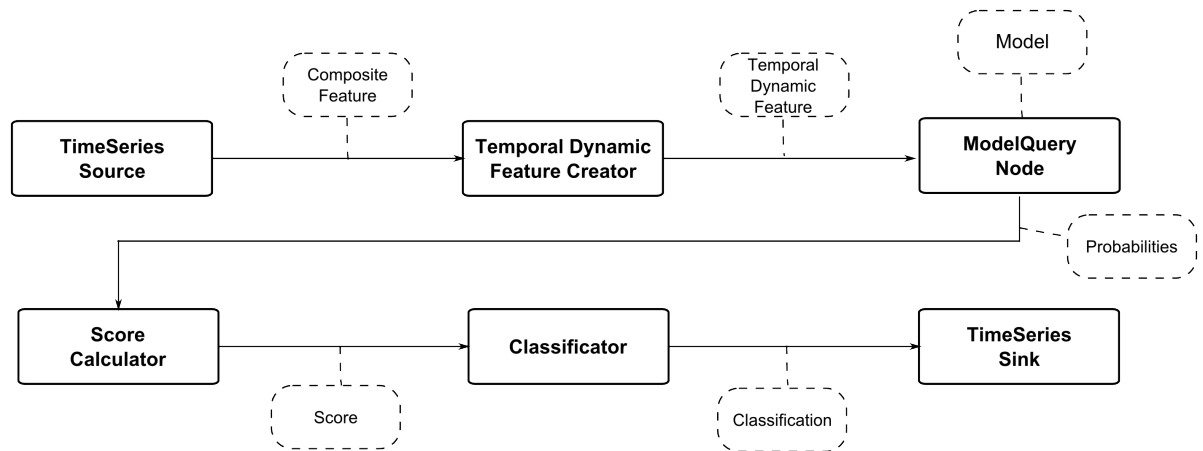 Model
Composite
Feature
Temporal
Dynamic
Feature
TimeSeries
Source
Temporal Dynamic
Feature Creator
ModelQuery
Node
Probabilities
Score
Calculator
Classificator
TimeSeries
Sink
Score
Classification